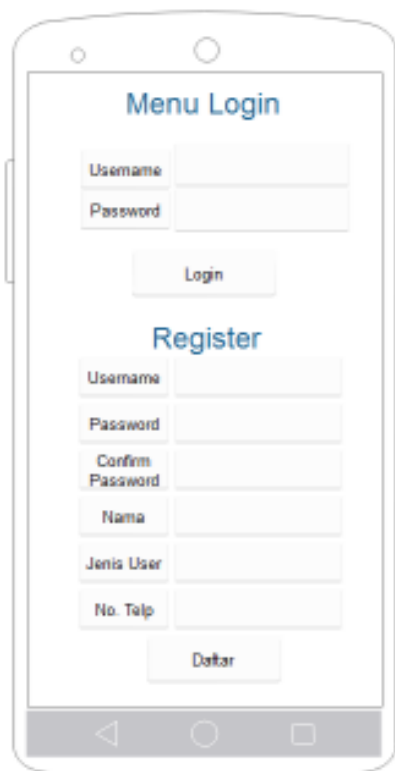 Menu Login
Username
Password
Login
Register
Username
Password
Confirm
Password
Nama
Jenis User
No. Telp
Daftar